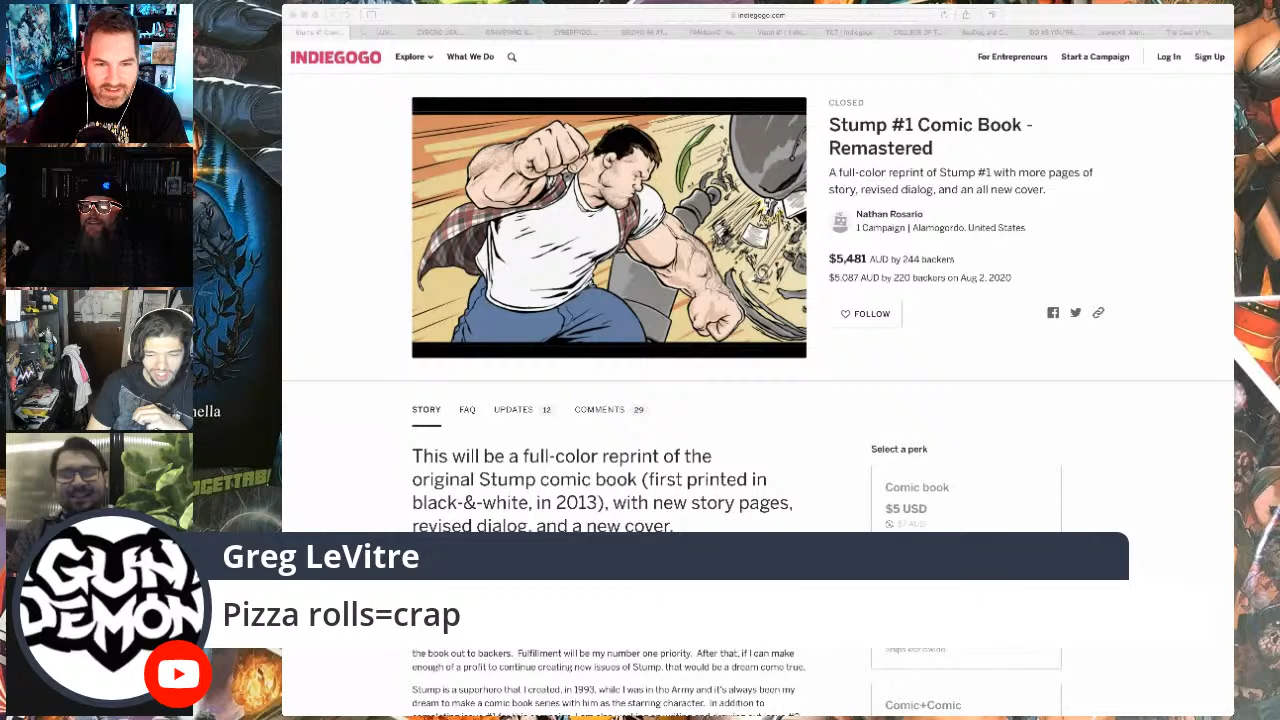 indiegogo.com
INDIEGOGO
Explore
What We Do
For Entrepreneurs
Start a Campaign
Log In
Sign Up
CLOSED
Stump #1 Comic Book -
Remastered
A full-color reprint of Stump #1 with more pages of
story, revised dialog, and an all new cover.
Nathan Rosario
1 Campaign | Alamogordo, United States
$5,481 AUD by 244 backers
$5,087 AUD by 220 backers on Aug 2, 2020
FOLLOW
STORY
FAQ
UPDATES 12
COMMENTS 29
This will be a full-color reprint of the
original Stump comic book (first printed in
black-&-white, in 2013), with new story pages,
revised dialog, and a new cover.
Select a perk
Comic book
$5 USD
$7 AUD
Greg LeVitre
Pizza rolls=crap
GUN
DEMON
the book out to backers. Fulfillment will be my number one priority. After that, if I can make
enough of a profit to continue creating new issues of Stump, that would be a dream come true.
Stump is a superhero that I created, in 1993, while I was in the Army and it's always been my
dream to make a comic book series with him as the starring character. In addition to
Ships worldwide
Comic+Comic